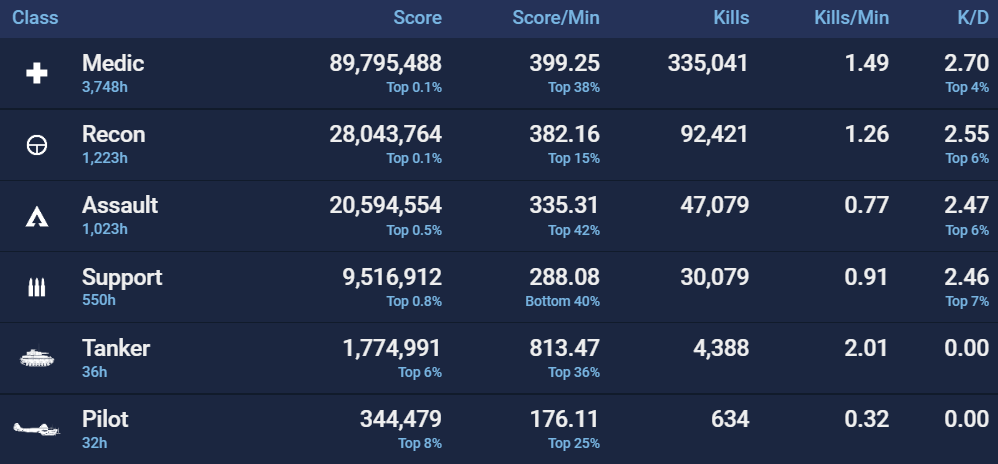 Class Score Score/Min Kills Kills/Min K/D
Medic 89,795,488 399.25 335,041 1.49 2.70
3,748h Top 0.1% Top 38% Top 4%
Recon 28,043,764 382.16 92,421 1.26 2.55
1,223h Top 0.1% Top 15% Top 6%
Assault 20,594,554 335.31 47,079 0.77 2.47
1,023h Top 0.5% Top 42% Top 6%
Support 9,516,912 288.08 30,079 0.91 2.46
550h Top 0.8% Bottom 40% Top 7%
Tanker 1,774,991 813.47 4,388 2.01 0.00
36h Top 6% Top 36%
Pilot 344,479 176.11 634 0.32 0.00
32h Top 8% Top 25%